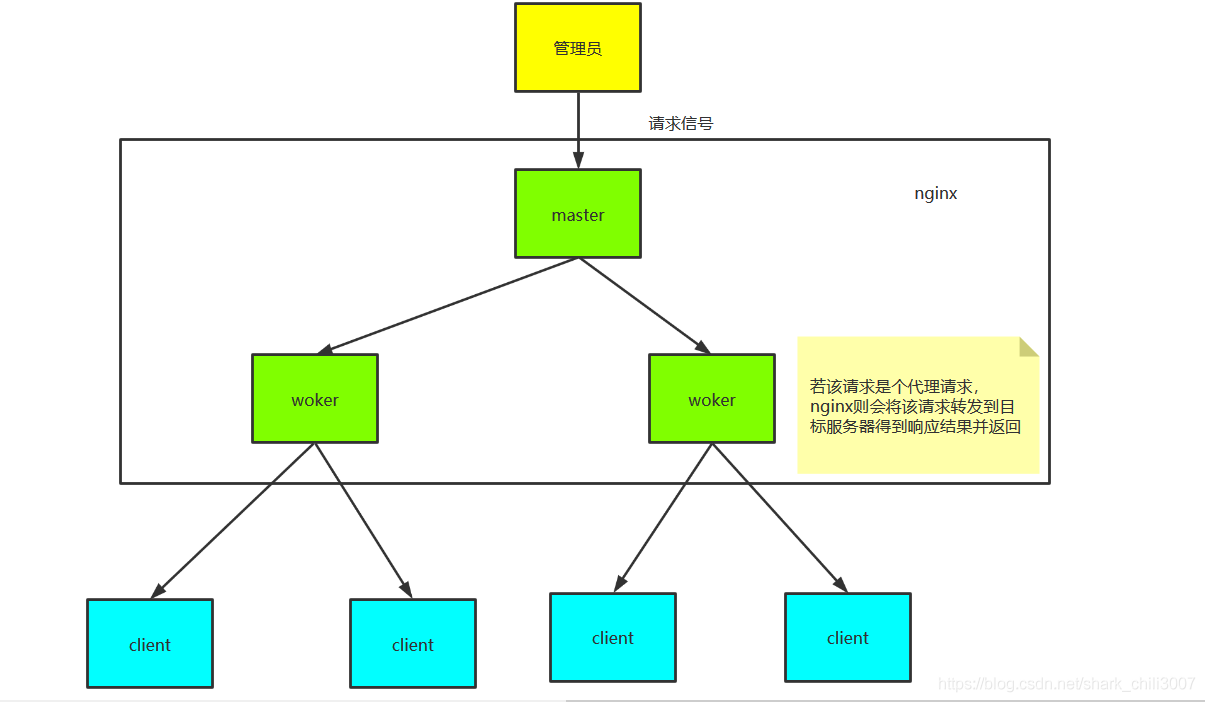 管理员
请求信号
nginx
master
woker
woker
若该请求是个代理请求，
nginx则会将该请求转发到目
标服务器得到响应结果并返回
client
client
client
client
https://blog.csdn.net/shark_chili3007